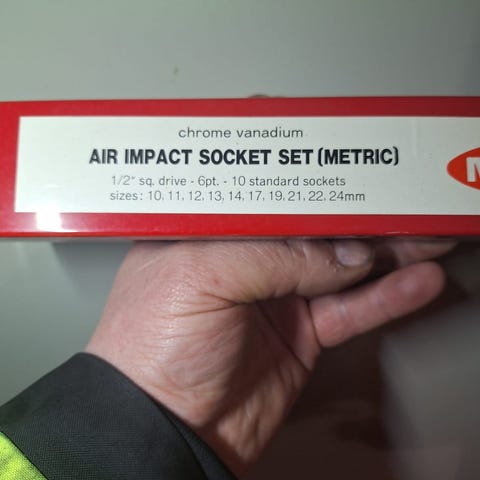 chrome vanadium
AIR IMPACT SOCKET SET (METRIC)
1/2" sq. drive - 6pt. - 10 standard sockets
sizes: 10, 11, 12, 13, 14, 17, 19, 21, 22, 24mm